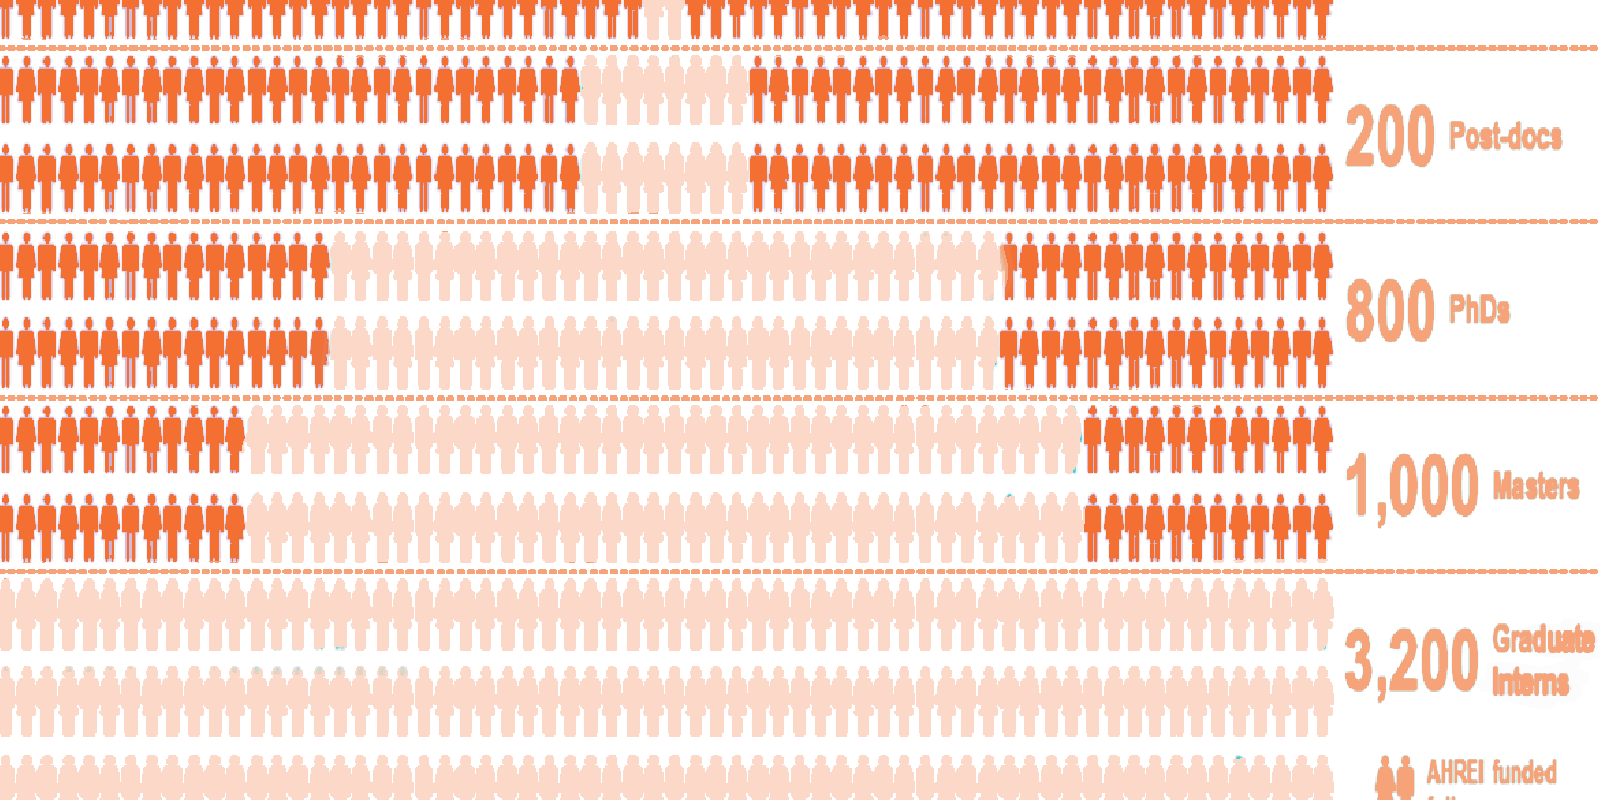 200 Post-docs
800 PhDs
1,000 Masters
3,200 Graduate
Interns
AHREI funded